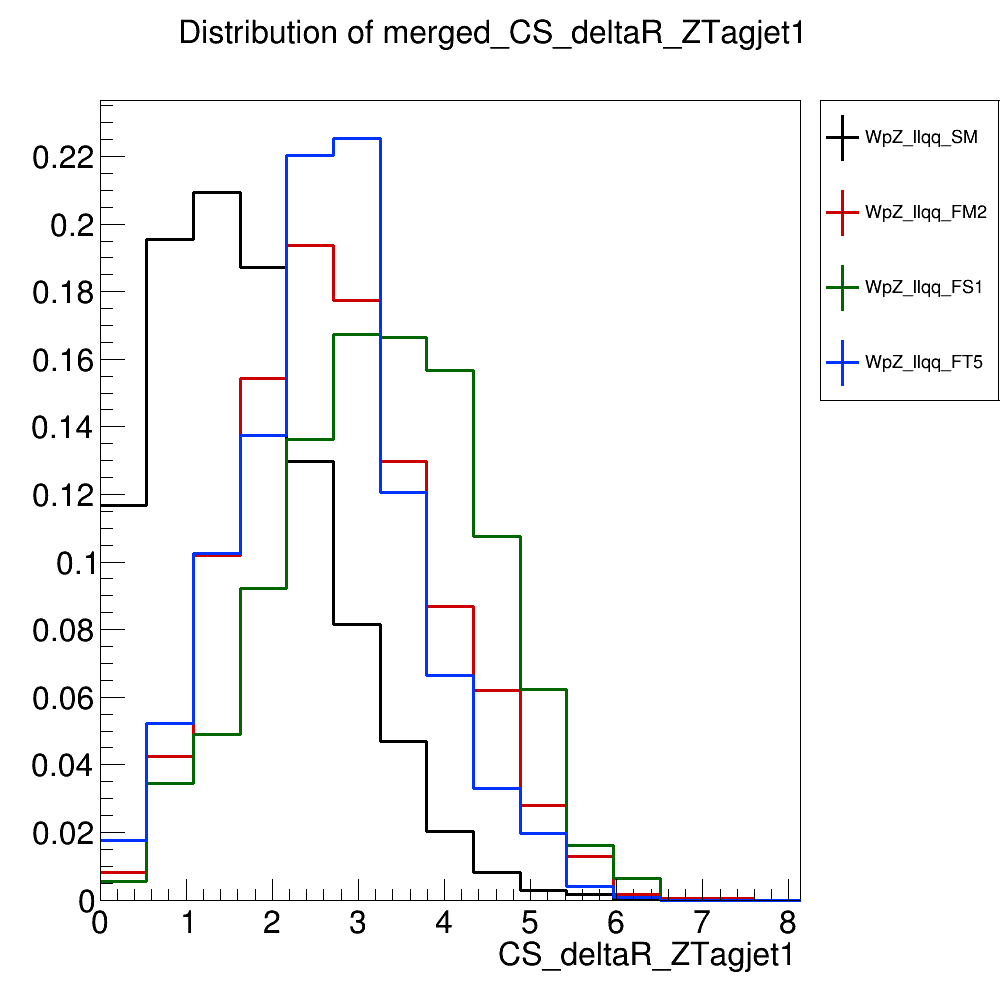 Distribution of merged_CS_deltaR_ZTagjet1
WpZ_llqq_SM
WpZ_llqq_FM2
WpZ_llqq_FS1
WpZ_llqq_FT5
0.22
0.2
0.18
0.16
0.14
0.12
0.1
0.08
0.06
0.04
0.02
0
0 1 2 3 4 5 6 7 8
CS_deltaR_ZTagjet1